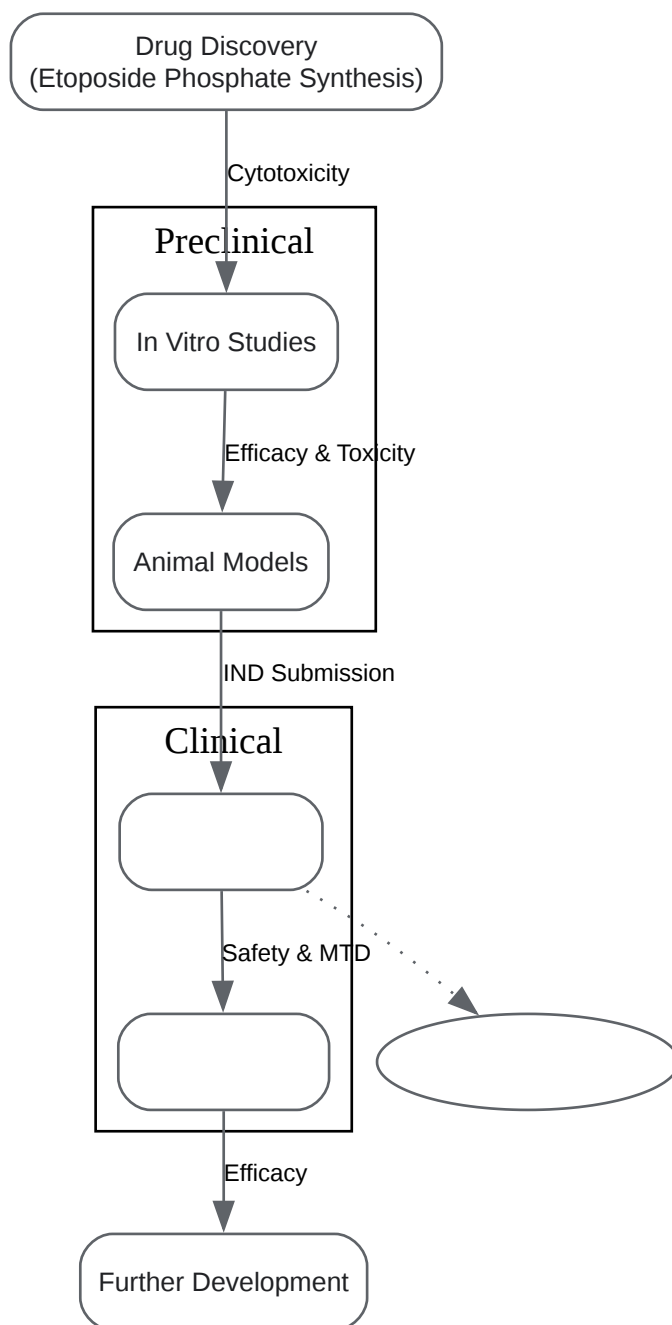 Drug Discovery
(Etoposide Phosphate Synthesis)
Cytotoxicity
Preclinical
In Vitro Studies
Efficacy & Toxicity
Animal Models
IND Submission
Clinical
Safety & MTD
Efficacy
Further Development